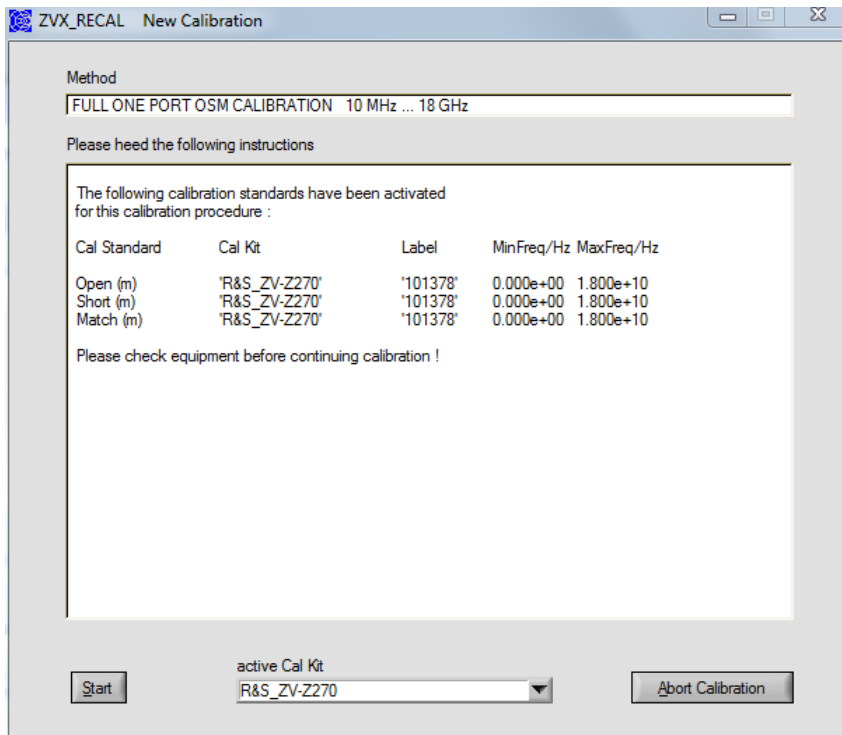 ZVX_RECAL New Calibration
Method
FULL ONE PORT OSM CALIBRATION 10 MHz ... 18 GHz
Please heed the following instructions
The following calibration standards have been activated
for this calibration procedure :
Cal Standard Cal Kit Label MinFreq/Hz MaxFreq/Hz
Open (m) 'R&S_ZV-Z270' '101378' 0.000e+00 1.800e+10
Short (m) 'R&S_ZV-Z270' '101378' 0.000e+00 1.800e+10
Match (m) 'R&S_ZV-Z270' '101378' 0.000e+00 1.800e+10
Please check equipment before continuing calibration !
active Cal Kit
Start R&S_ZV-Z270 Abort Calibration